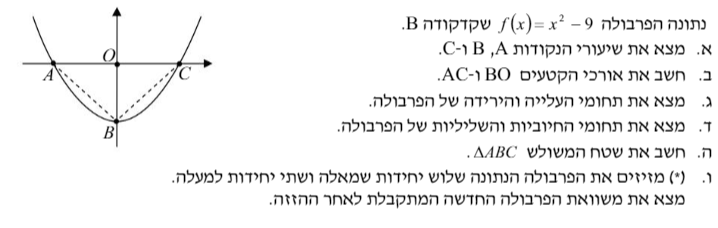 נתונה הפרבולה f(x) = x² − 9 שקדקודה B.
א. מצא את שיעורי הנקודות A, B ו-C.
ב. חשב את אורכי הקטעים BO ו-AC.
ג. מצא את תחומי העלייה והירידה של הפרבולה.
ד. מצא את תחומי החיוביות והשליליות של הפרבולה.
ה. חשב את שטח המשולש ΔABC.
ו. (*) מזיזים את הפרבולה הנתונה שלוש יחידות שמאלה ושתי יחידות למעלה.
מצא את משוואת הפרבולה החדשה המתקבלת לאחר ההזזה.
O
A
C
B